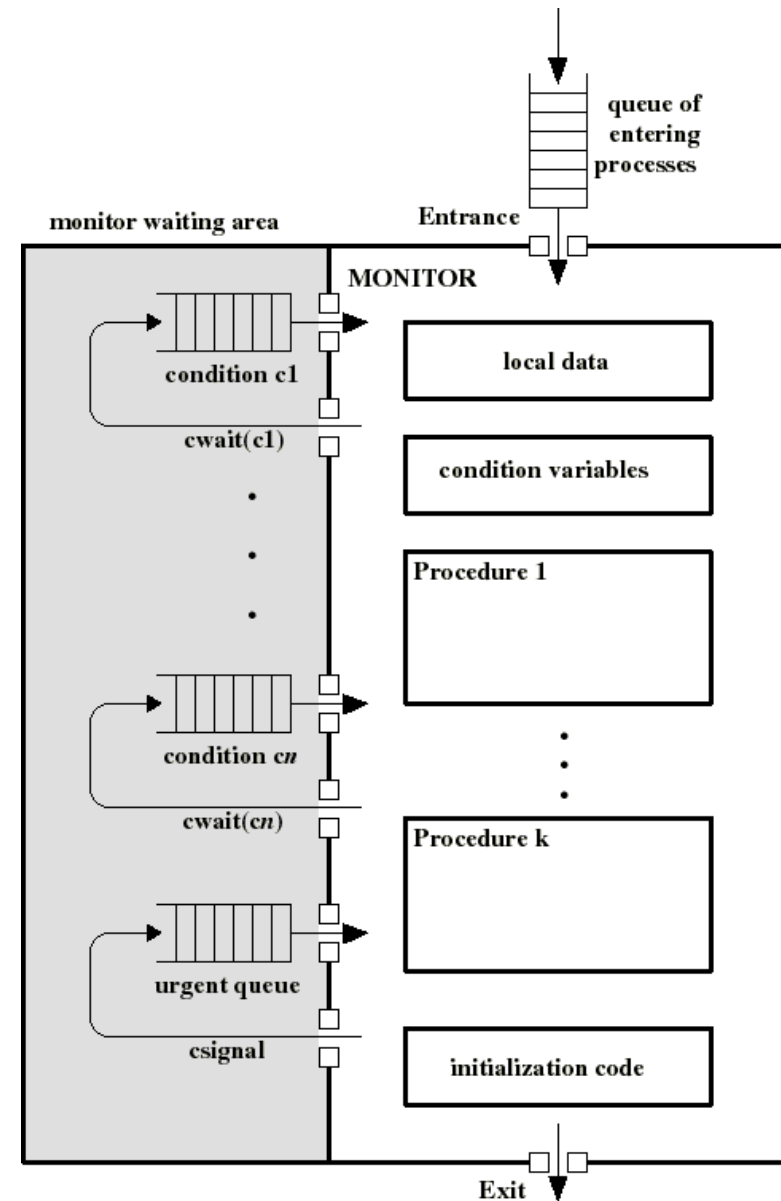 queue of
entering
processes
Entrance
monitor waiting area
MONITOR
condition c1
cwait(c1)
local data
condition variables
Procedure 1
condition cn
cwait(cn)
Procedure k
urgent queue
csignal
initialization code
Exit